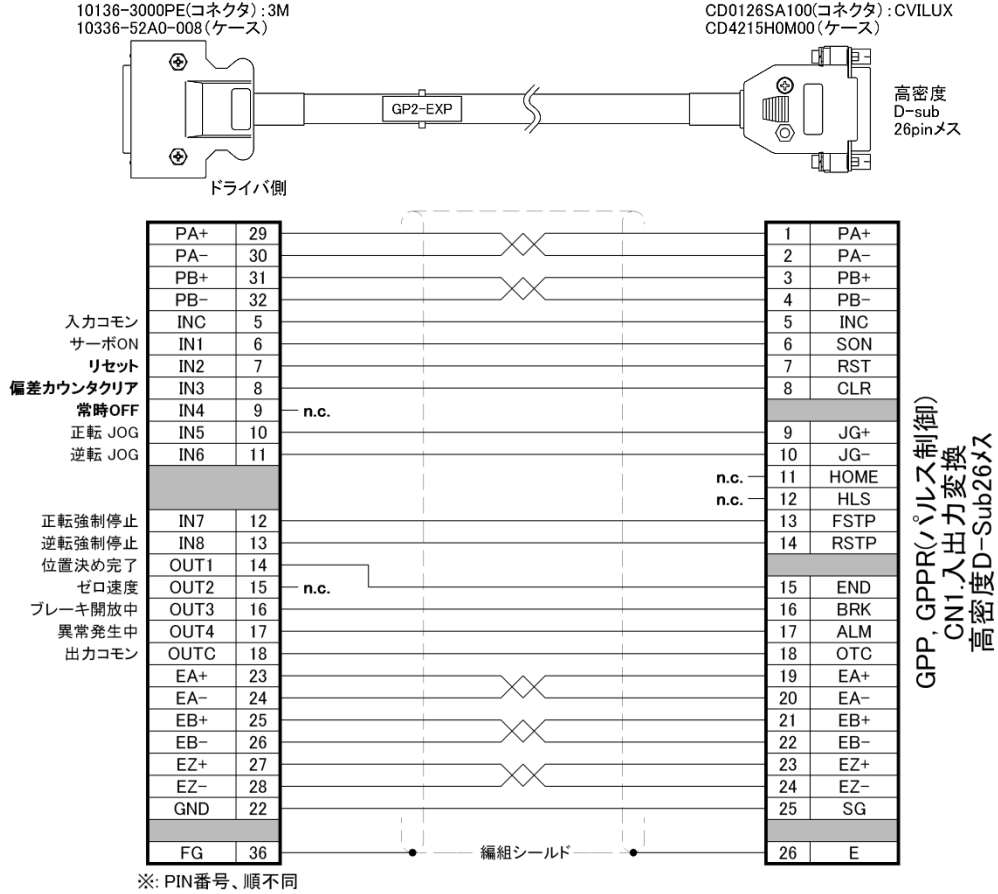 10136-3000PE(コネクタ):3M
10336-52A0-008(ケース)
CD0126SA100(コネクタ):CVILUX
CD4215H0M00(ケース)
GP2-EXP
高密度
D-sub
26pinメス
ドライバ側
PA+ 29 1 PA+
PA- 30 2 PA-
PB+ 31 3 PB+
PB- 32 4 PB-
入力コモン INC 5 5 INC
サーボON IN1 6 6 SON
リセット IN2 7 7 RST
偏差カウンタクリア IN3 8 8 CLR
常時OFF IN4 9 n.c.
正転 JOG IN5 10 9 JG+
逆転 JOG IN6 11 10 JG-
n.c. 11 HOME
n.c. 12 HLS
正転強制停止 IN7 12 13 FSTP
逆転強制停止 IN8 13 14 RSTP
位置決め完了 OUT1 14
ゼロ速度 OUT2 15 n.c. 15 END
ブレーキ開放中 OUT3 16 16 BRK
異常発生中 OUT4 17 17 ALM
出力コモン OUTC 18 18 OTC
EA+ 23 19 EA+
EA- 24 20 EA-
EB+ 25 21 EB+
EB- 26 22 EB-
EZ+ 27 23 EZ+
EZ- 28 24 EZ-
GND 22 25 SG
FG 36 編組シールド 26 E
GPP, GPPR(パルス制御)
CN1.入出力変換
高密度D-Sub26メス
※: PIN番号、順不同